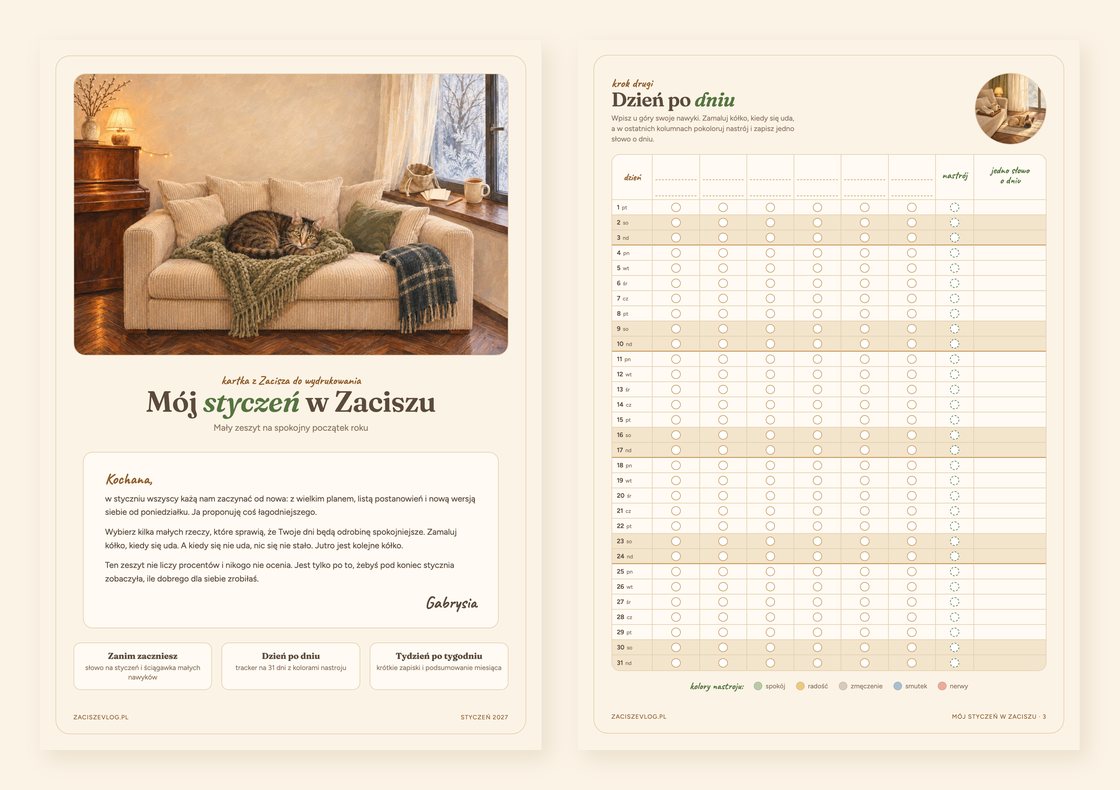 kartka z Zacisza do wydrukowania
Mój styczeń w Zaciszu
Mały zeszyt na spokojny początek roku
Kochana,
w styczniu wszyscy każą nam zaczynać od nowa: z wielkim planem, listą postanowień i nową wersją
siebie od poniedziałku. Ja proponuję coś łagodniejszego.
Wybierz kilka małych rzeczy, które sprawią, że Twoje dni będą odrobinę spokojniejsze. Zamaluj
kółko, kiedy się uda. A kiedy się nie uda, nic się nie stało. Jutro jest kolejne kółko.
Ten zeszyt nie liczy procentów i nikogo nie ocenia. Jest tylko po to, żebyś pod koniec stycznia
zobaczyła, ile dobrego dla siebie zrobiłaś.
Gabrysia
Zanim zaczniesz
słowo na styczeń i ściągawka małych
nawyków
Dzień po dniu
tracker na 31 dni z kolorami nastroju
Tydzień po tygodniu
krótkie zapiski i podsumowanie miesiąca
ZACISZEVLOG.PL
STYCZEŃ 2027
krok drugi
Dzień po dniu
Wpisz u góry swoje nawyki. Zamaluj kółko, kiedy się uda,
a w ostatnich kolumnach pokoloruj nastrój i zapisz jedno
słowo o dniu.
dzień
nastrój
jedno słowo
o dniu
1 pt
2 so
3 nd
4 pn
5 wt
6 śr
7 cz
8 pt
9 so
10 nd
11 pn
12 wt
13 śr
14 cz
15 pt
16 so
17 nd
18 pn
19 wt
20 śr
21 cz
22 pt
23 so
24 nd
25 pn
26 wt
27 śr
28 cz
29 pt
30 so
31 nd
kolory nastroju:
spokój
radość
zmęczenie
smutek
nerwy
ZACISZEVLOG.PL
MÓJ STYCZEŃ W ZACISZU · 3